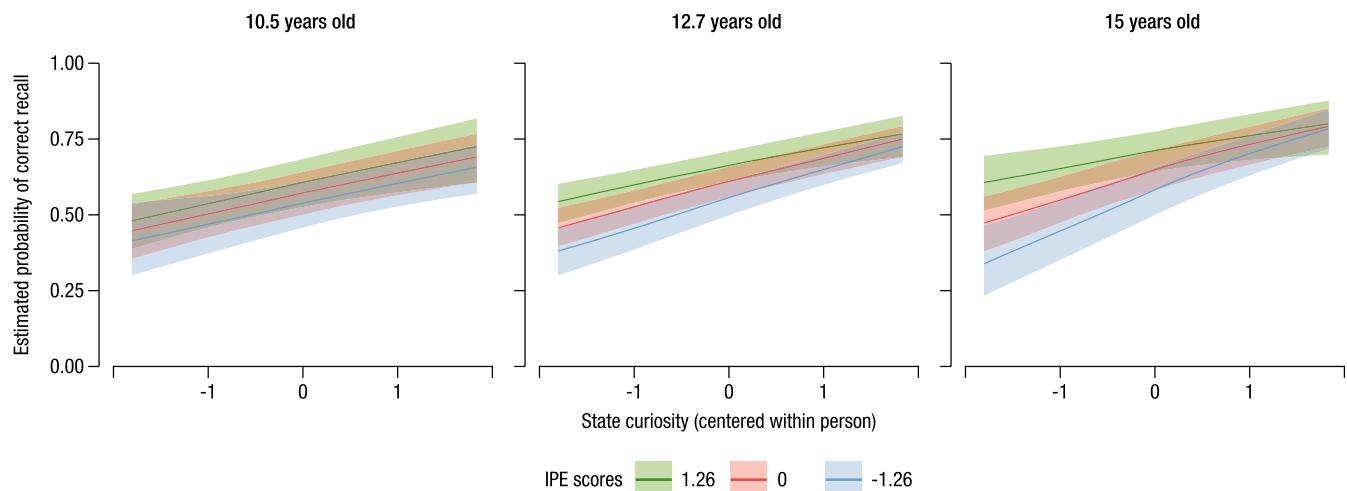 10.5 years old
12.7 years old
15 years old
Estimated probability of correct recall
1.00
0.75
0.50
0.25
0.00
-1 0 1
-1 0 1
-1 0 1
State curiosity (centered within person)
IPE scores 1.26 0 -1.26